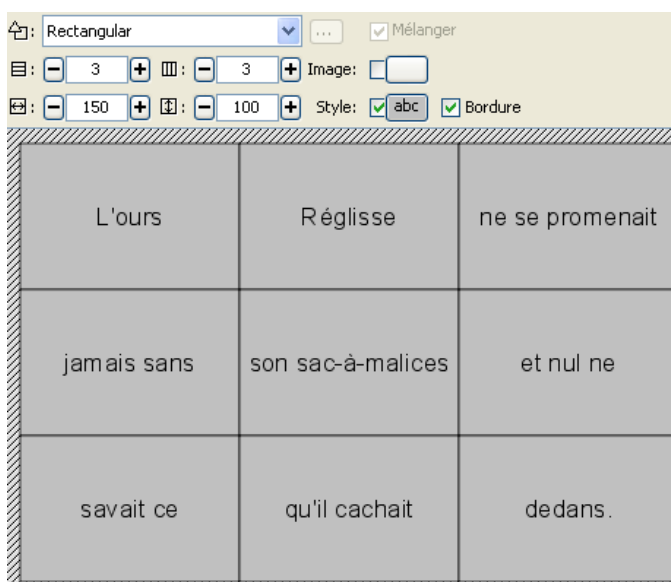 Rectangular ... Mélanger
3 3 Image:
150 100 Style: abc Bordure
L'ours Réglisse ne se promenait
jamais sans son sac-à-malices et nul ne
savait ce qu'il cachait dedans.